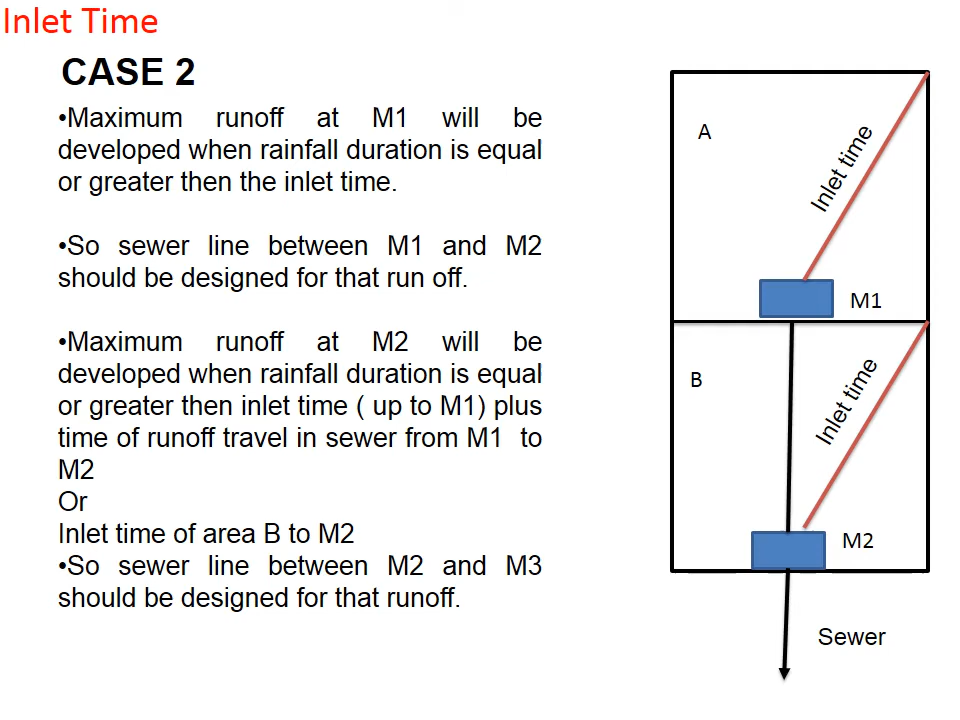 Inlet Time
CASE 2
•Maximum runoff at M1 will be
developed when rainfall duration is equal
or greater then the inlet time.
•So sewer line between M1 and M2
should be designed for that run off.
•Maximum runoff at M2 will be
developed when rainfall duration is equal
or greater then inlet time ( up to M1) plus
time of runoff travel in sewer from M1 to
M2
Or
Inlet time of area B to M2
•So sewer line between M2 and M3
should be designed for that runoff.
A
Inlet time
M1
B
Inlet time
M2
Sewer